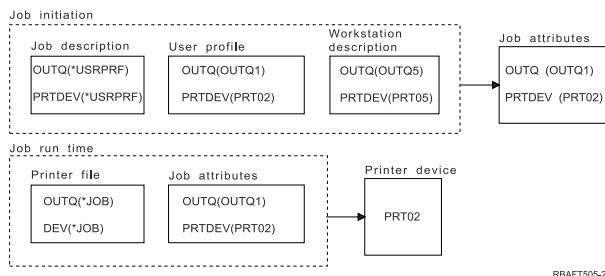 Job initiation
Job description
OUTQ(*USRPRF)
PRTDEV(*USRPRF)
User profile
OUTQ(OUTQ1)
PRTDEV(PRT02)
Workstation
description
OUTQ(OUTQ5)
PRTDEV(PRT05)
Job attributes
OUTQ (OUTQ1)
PRTDEV (PRT02)
Job run time
Printer file
OUTQ(*JOB)
DEV(*JOB)
Job attributes
OUTQ(OUTQ1)
PRTDEV(PRT02)
Printer device
PRT02
RBAFT505-2